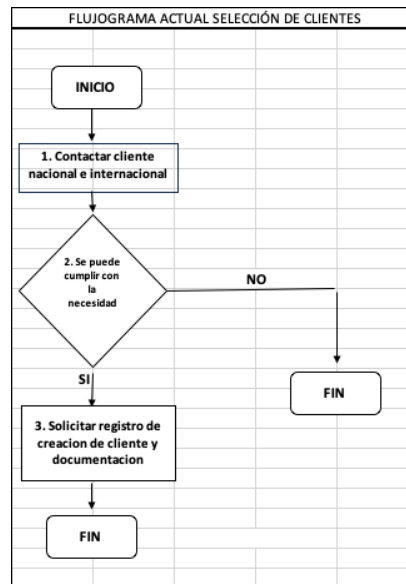 FLUJOGRAMA ACTUAL SELECCIÓN DE CLIENTES
INICIO
1. Contactar cliente
nacional e internacional
2. Se puede
cumplir con
la
necesidad
NO
SI
FIN
3. Solicitar registro de
creacion de cliente y
documentacion
FIN